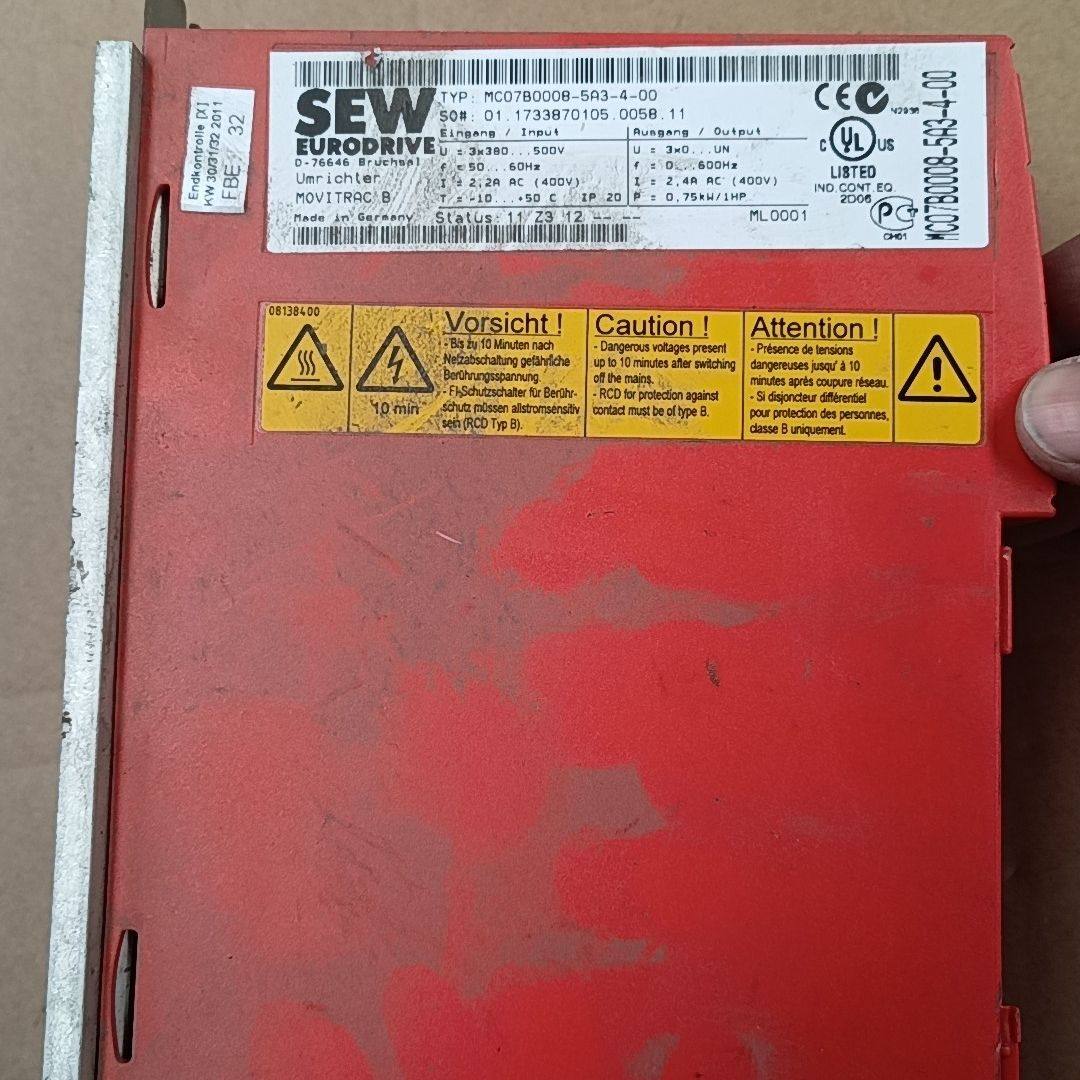 Endkontrolle [X]
KW 30/31/32 2011
FBE: 32
SEW
EURODRIVE
D-76646 Bruchsal
Umrichter
MOVITRAC B
Made in Germany
TYP: MC07B0008-5A3-4-00
SO#: 01.1733870105.0058.11
Eingang / Input
U = 3x380...500V
f = 50...60Hz
I = 2,2A AC (400V)
T = -10...+50 C IP 20
Ausgang / Output
U = 3x0...UN
f = 0...600Hz
I = 2,4A AC (400V)
P = 0,75kW/1HP
Status: 11 Z3 12 -- --
ML0001
CE
N2936
C UL US
LISTED
IND.CONT.EQ.
2D06
MC07B0008-5A3-4-00
08138400
10 min
Vorsicht !
- Bis zu 10 Minuten nach
Netzabschaltung gefährliche
Berührungsspannung.
- FI-Schutzschalter für Berühr-
schutz müssen allstromsensitiv
sein (RCD Typ B).
Caution !
- Dangerous voltages present
up to 10 minutes after switching
off the mains.
- RCD for protection against
contact must be of type B.
Attention !
- Présence de tensions
dangereuses jusqu' à 10
minutes après coupure réseau.
- Si disjoncteur différentiel
pour protection des personnes,
classe B uniquement.